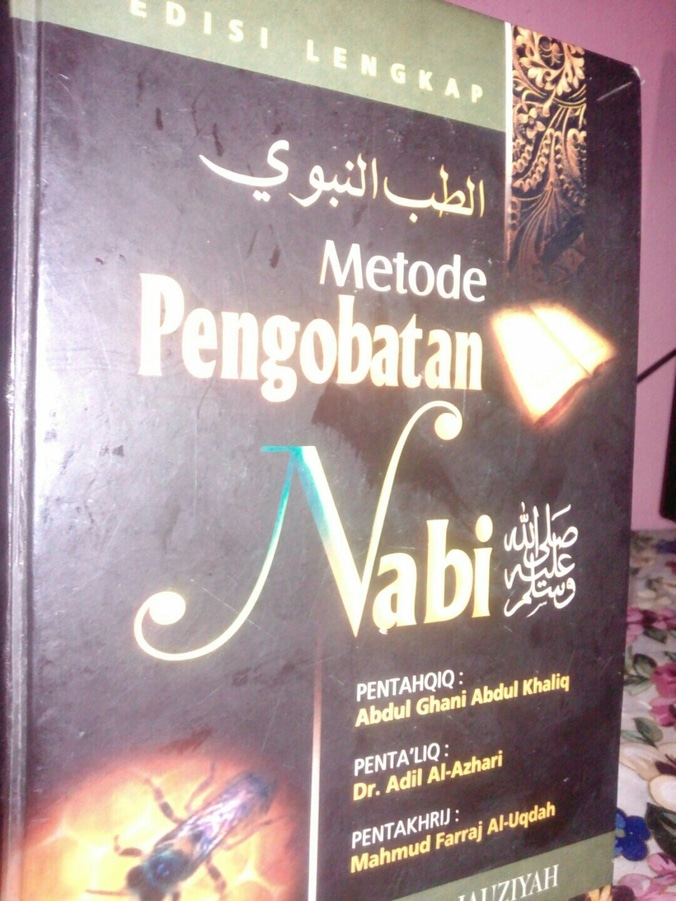 EDISI LENGKAP
الطب النبوي
Metode
Pengobatan
Nabi
صلى الله
عليه
وسلم
PENTAHQIQ :
Abdul Ghani Abdul Khaliq
PENTA'LIQ :
Dr. Adil Al-Azhari
PENTAKHRIJ :
Mahmud Farraj Al-Uqdah
JAUZIYAH